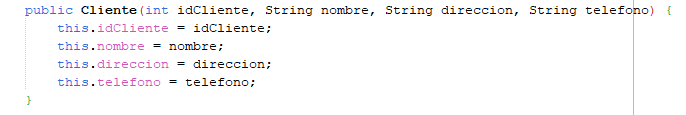 public Cliente(int idCliente, String nombre, String direccion, String telefono) {
this.idCliente = idCliente;
this.nombre = nombre;
this.direccion = direccion;
this.telefono = telefono;
}